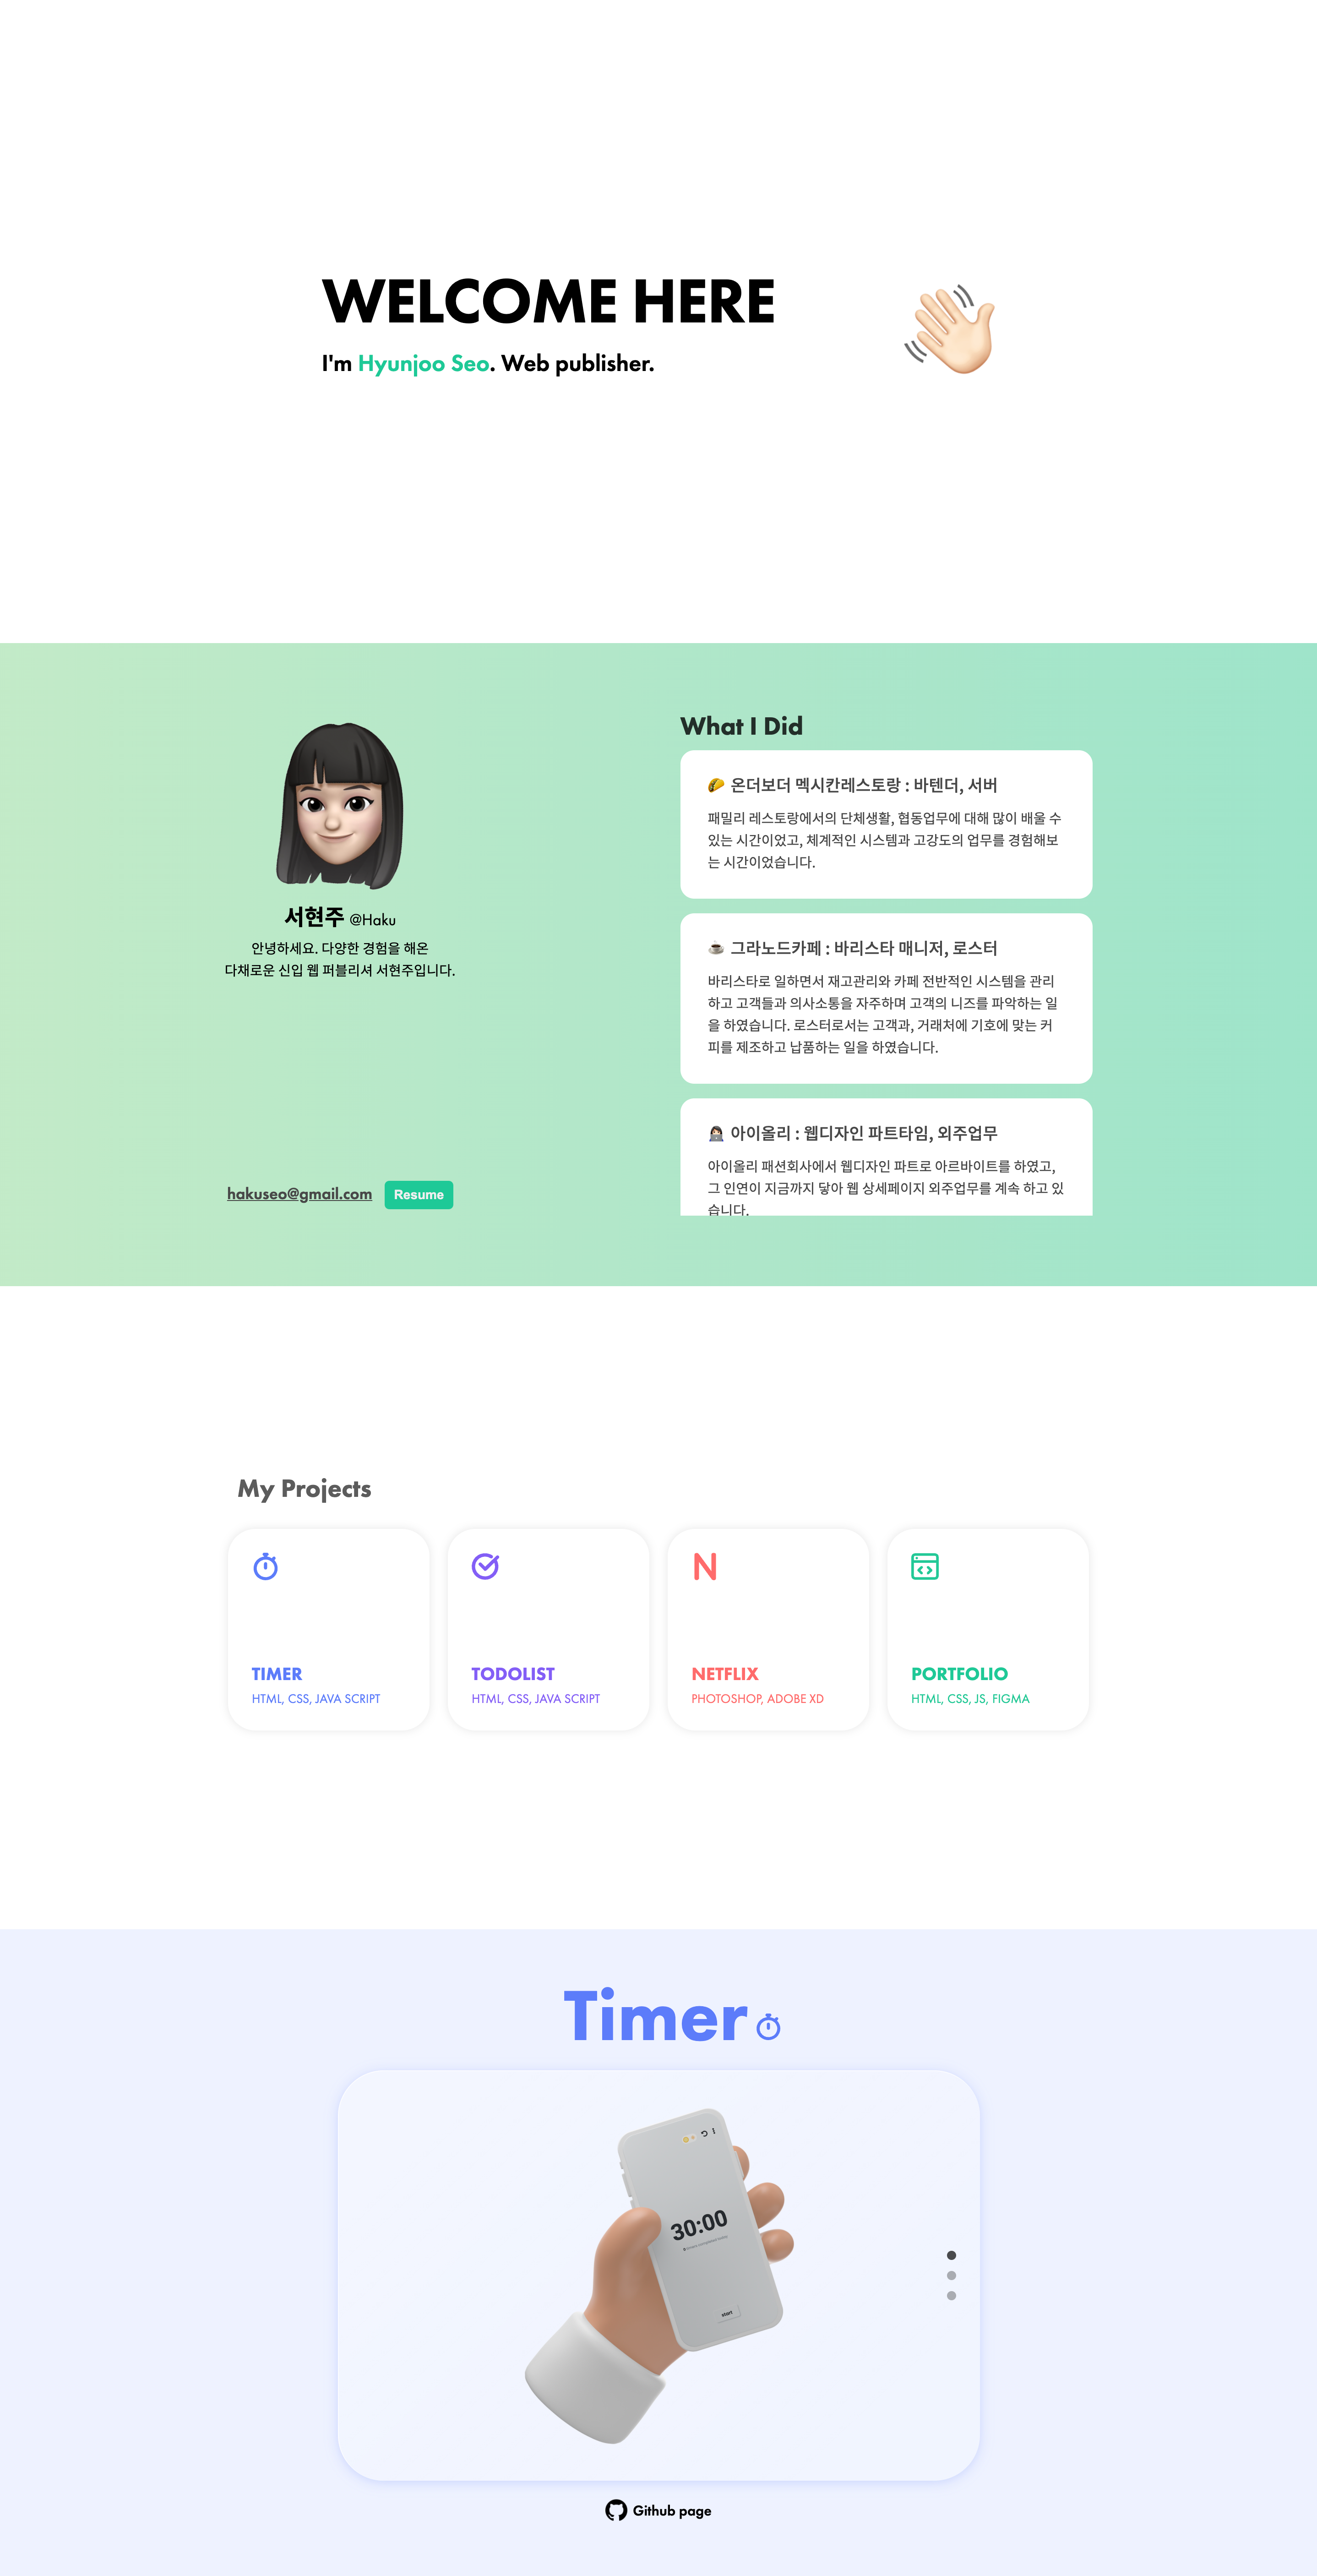 WELCOME HERE
I'm Hyunjoo Seo. Web publisher.
서현주 @Haku
안녕하세요. 다양한 경험을 해온
다채로운 신입 웹 퍼블리셔 서현주입니다.
hakuseo@gmail.com
Resume
What I Did
온더보더 멕시칸레스토랑 : 바텐더, 서버
패밀리 레스토랑에서의 단체생활, 협동업무에 대해 많이 배울 수
있는 시간이었고, 체계적인 시스템과 고강도의 업무를 경험해보
는 시간이었습니다.
그라노드카페 : 바리스타 매니저, 로스터
바리스타로 일하면서 재고관리와 카페 전반적인 시스템을 관리
하고 고객들과 의사소통을 자주하며 고객의 니즈를 파악하는 일
을 하였습니다. 로스터로서는 고객과, 거래처에 기호에 맞는 커
피를 제조하고 납품하는 일을 하였습니다.
아이올리 : 웹디자인 파트타임, 외주업무
아이올리 패션회사에서 웹디자인 파트로 아르바이트를 하였고,
그 인연이 지금까지 닿아 웹 상세페이지 외주업무를 계속 하고 있
습니다.
My Projects
TIMER
HTML, CSS, JAVA SCRIPT
TODOLIST
HTML, CSS, JAVA SCRIPT
NETFLIX
PHOTOSHOP, ADOBE XD
PORTFOLIO
HTML, CSS, JS, FIGMA
Timer
30:00
start
Github page